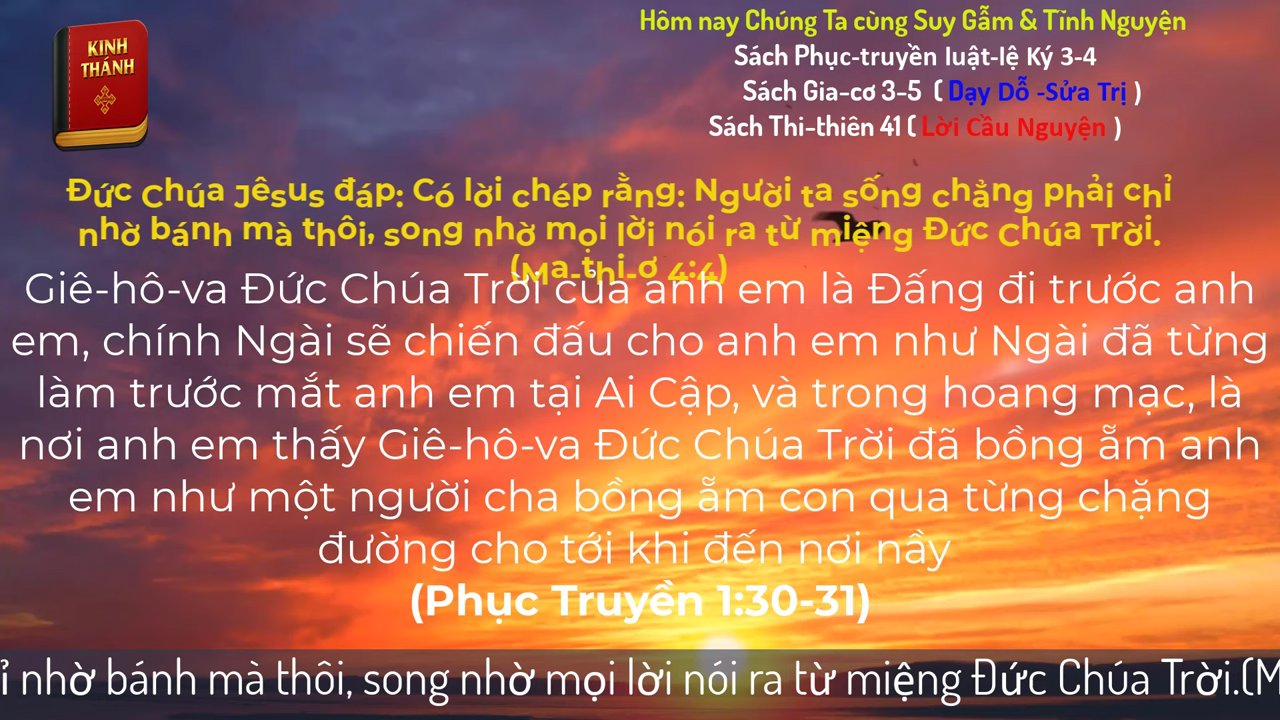 KINH
THÁNH
Hôm nay Chúng Ta cùng Suy Gẫm & Tĩnh Nguyện
Sách Phục-truyền luật-lệ Ký 3-4
Sách Gia-cơ 3-5 ( Dạy Dỗ -Sửa Trị )
Sách Thi-thiên 41 ( Lời Cầu Nguyện )
Đức Chúa Jêsus đáp: Có lời chép rằng: Người ta sống chẳng phải chỉ
nhờ bánh mà thôi, song nhờ mọi lời nói ra từ miệng Đức Chúa Trời.
(Ma-thi-ơ 4:4)
Giê-hô-va Đức Chúa Trời của anh em là Đấng đi trước anh
em, chính Ngài sẽ chiến đấu cho anh em như Ngài đã từng
làm trước mắt anh em tại Ai Cập, và trong hoang mạc, là
nơi anh em thấy Giê-hô-va Đức Chúa Trời đã bồng ẵm anh
em như một người cha bồng ẵm con qua từng chặng
đường cho tới khi đến nơi nầy
(Phục Truyền 1:30-31)
ỉ nhờ bánh mà thôi, song nhờ mọi lời nói ra từ miệng Đức Chúa Trời.(M